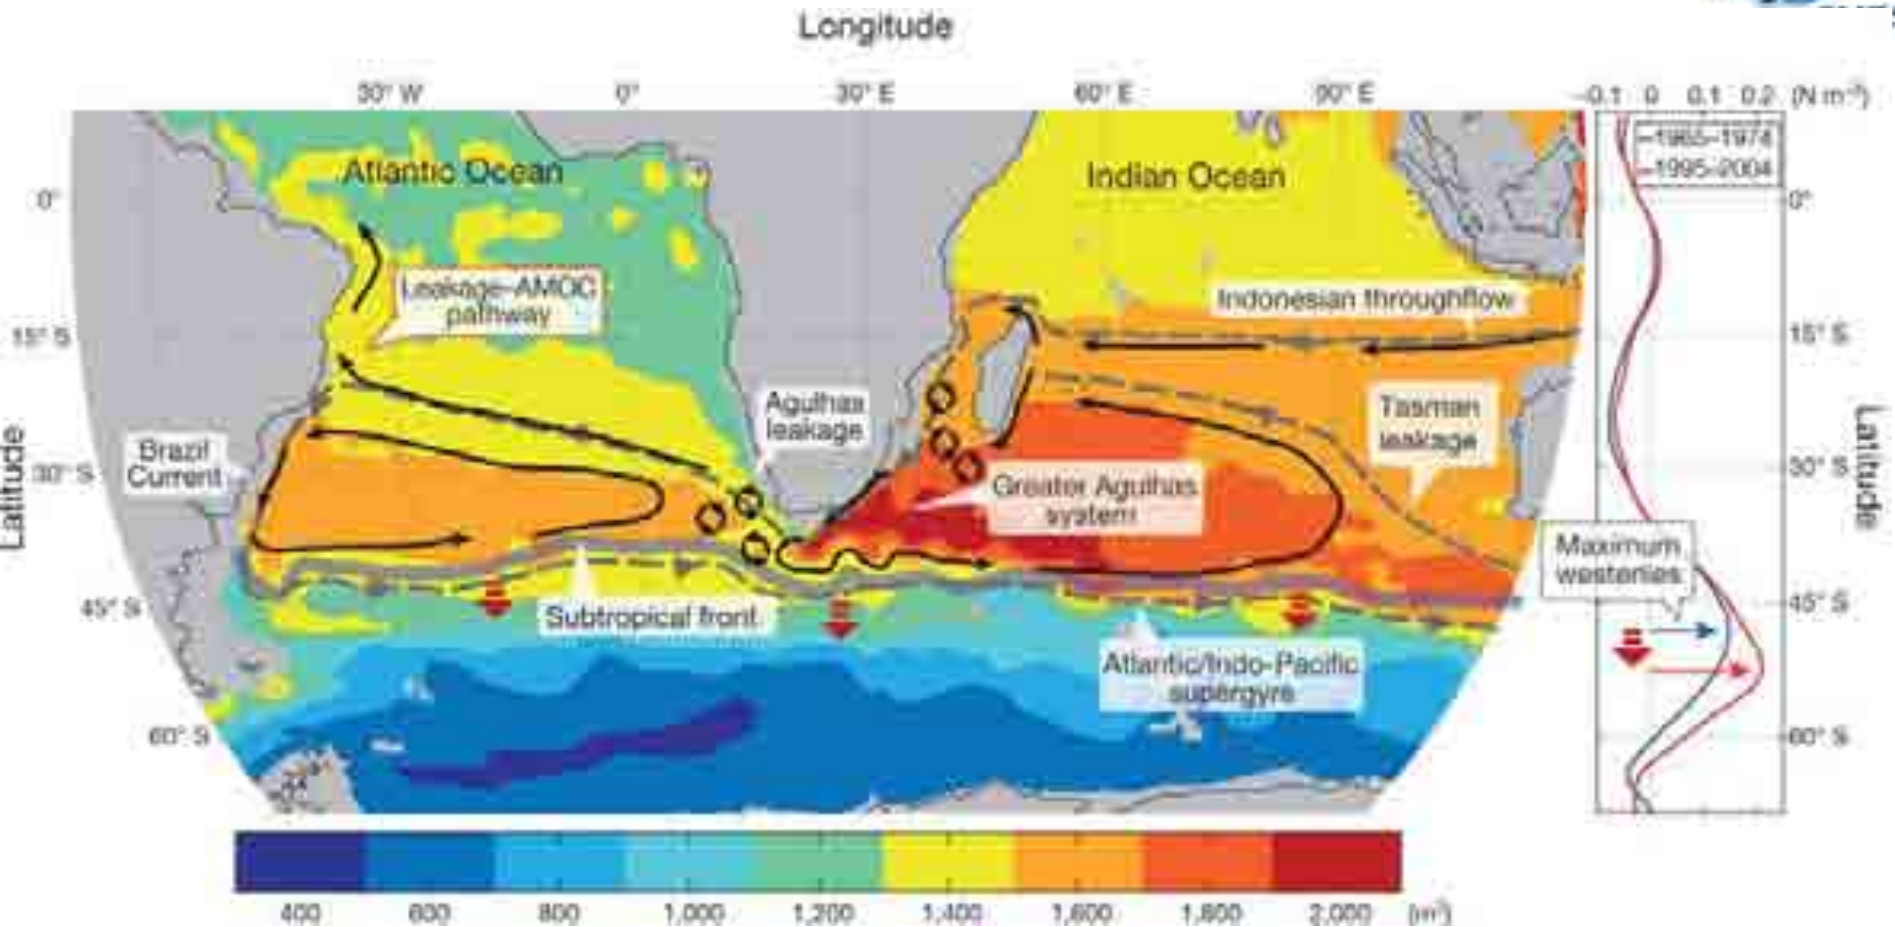 Longitude
30° W 0° 30° E 60° E 90° E
-0.1 0 0.1 0.2 (N m⁻²)
1965–1974
1995–2004
Atlantic Ocean
Indian Ocean
0°
0°
Leakage-AMOC
pathway
Indonesian throughflow
15° S
15° S
Agulhas
leakage
Tasman
leakage
Brazil
Current
30° S
30° S
Latitude
Latitude
Greater Agulhas
system
Maximum
westerlies
45° S
45° S
Subtropical front
Atlantic/Indo-Pacific
supergyre
60° S
60° S
400 600 800 1,000 1,200 1,400 1,600 1,800 2,000 (m²)